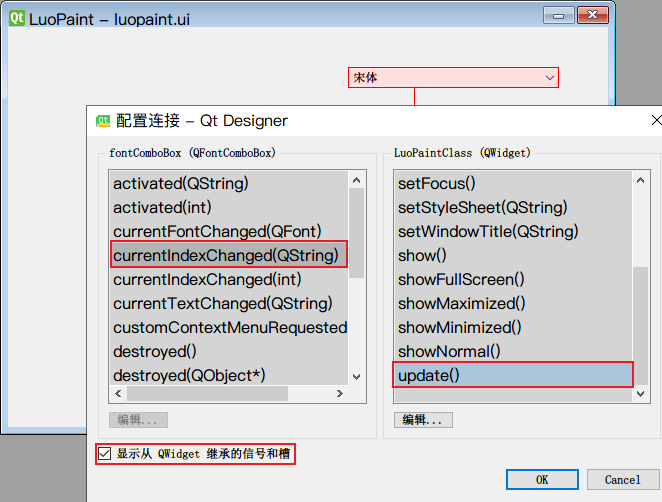 LuoPaint - luopaint.ui
宋体
配置连接 - Qt Designer
fontComboBox (QFontComboBox)
activated(QString)
activated(int)
currentFontChanged(QFont)
currentIndexChanged(QString)
currentIndexChanged(int)
currentTextChanged(QString)
customContextMenuRequested
destroyed()
destroyed(QObject*)
编辑...
LuoPaintClass (QWidget)
setFocus()
setStyleSheet(QString)
setWindowTitle(QString)
show()
showFullScreen()
showMaximized()
showMinimized()
showNormal()
update()
编辑...
显示从 QWidget 继承的信号和槽
OK
Cancel